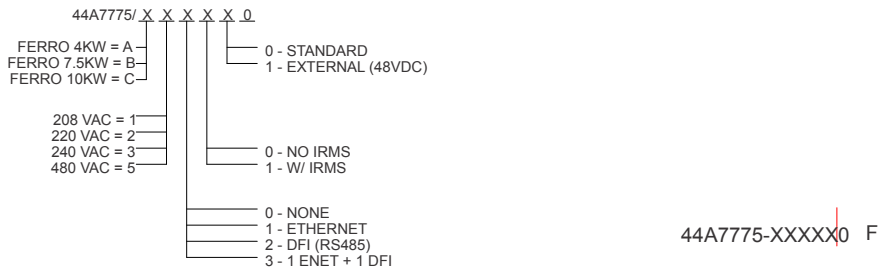 44A7775/ X X X X X 0
FERRO 4KW = A
FERRO 7.5KW = B
FERRO 10KW = C
0 - STANDARD
1 - EXTERNAL (48VDC)
208 VAC = 1
220 VAC = 2
240 VAC = 3
480 VAC = 5
0 - NO IRMS
1 - W/ IRMS
0 - NONE
1 - ETHERNET
2 - DFI (RS485)
3 - 1 ENET + 1 DFI
44A7775-XXXXX0 F